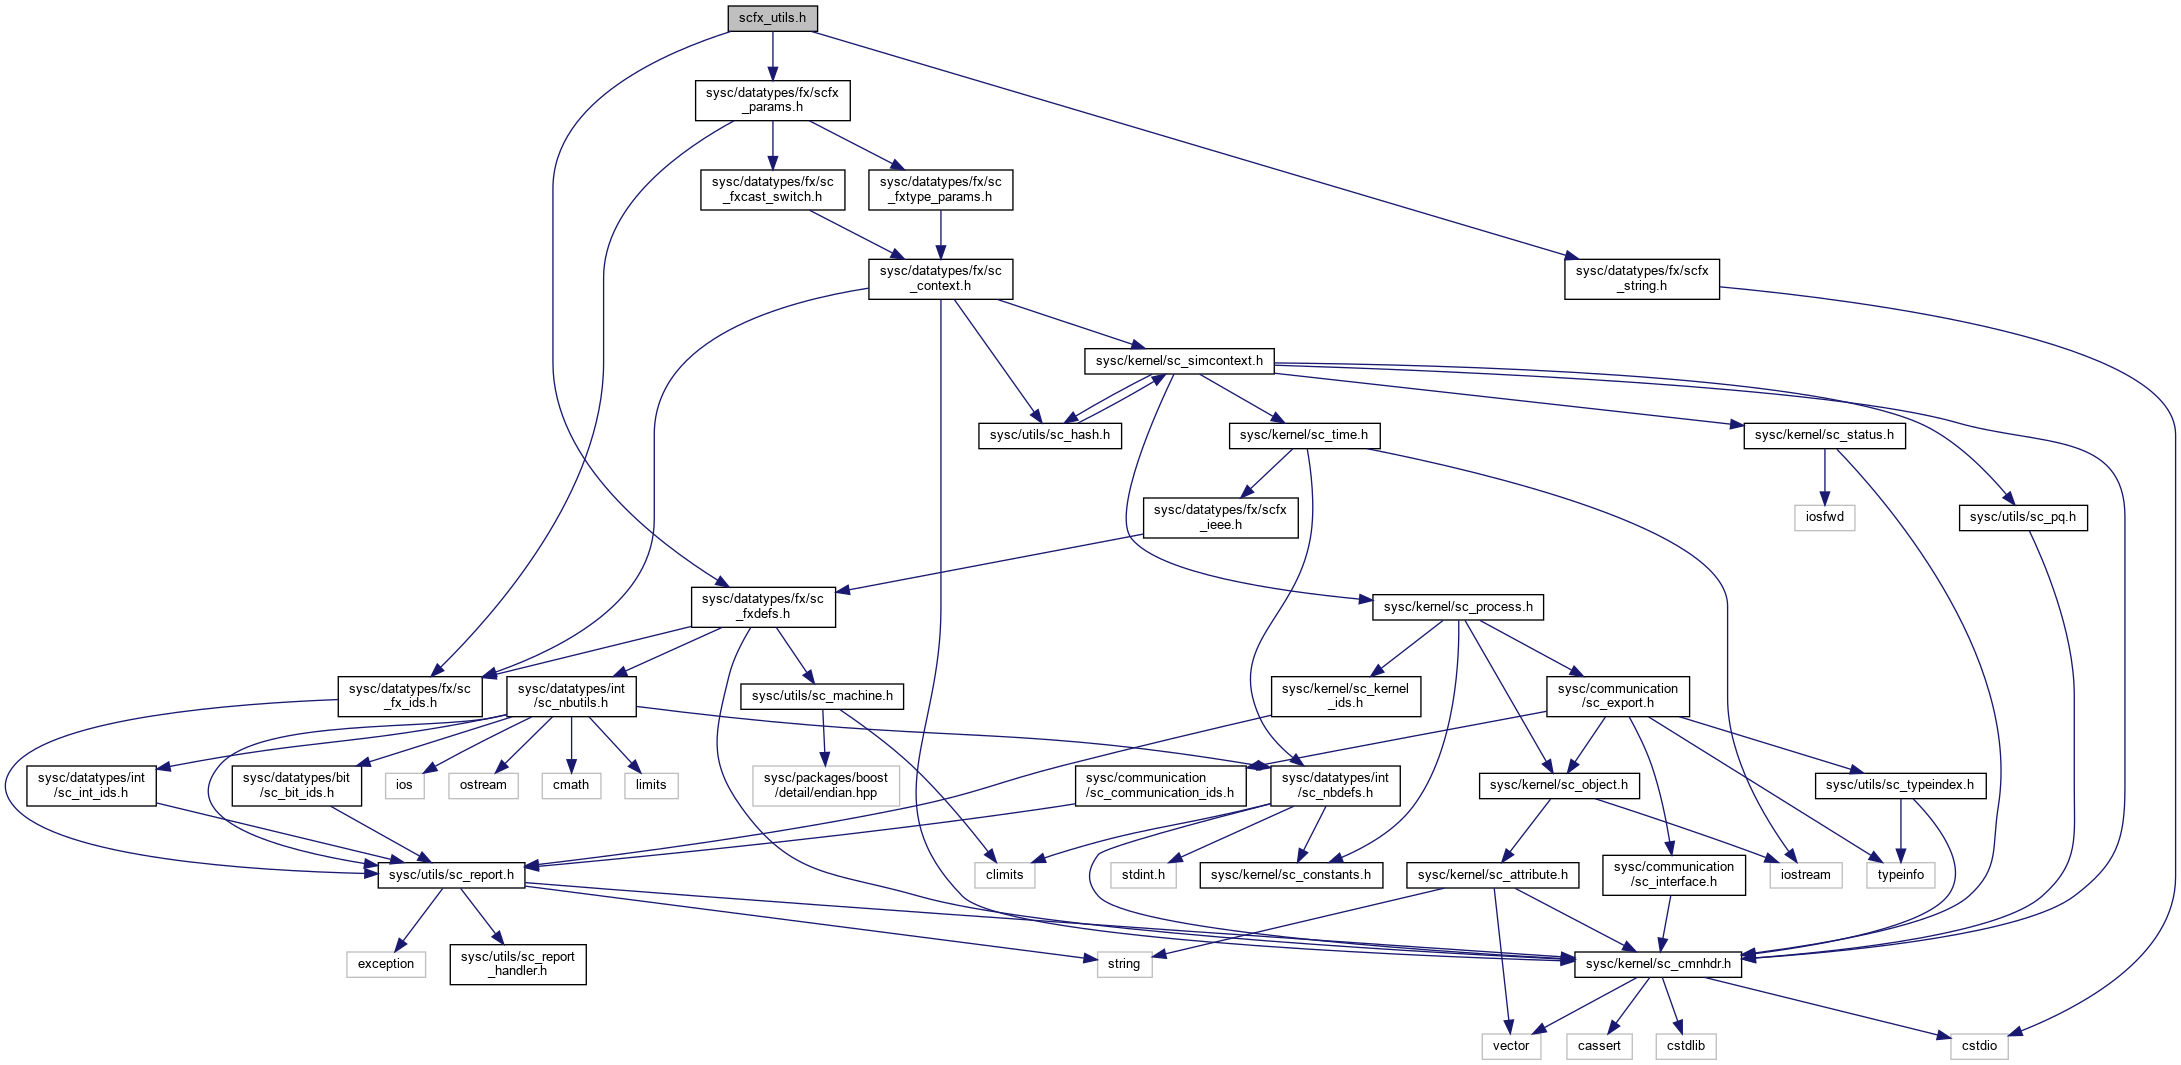 scfx_utils.h
sysc/datatypes/fx/scfx
_params.h
sysc/datatypes/fx/sc
_fxcast_switch.h
sysc/datatypes/fx/sc
_fxtype_params.h
sysc/datatypes/fx/sc
_context.h
sysc/datatypes/fx/scfx
_string.h
sysc/kernel/sc_simcontext.h
sysc/utils/sc_hash.h
sysc/kernel/sc_time.h
sysc/kernel/sc_status.h
sysc/datatypes/fx/scfx
_ieee.h
iosfwd
sysc/utils/sc_pq.h
sysc/datatypes/fx/sc
_fxdefs.h
sysc/kernel/sc_process.h
sysc/datatypes/fx/sc
_fx_ids.h
sysc/datatypes/int
/sc_nbutils.h
sysc/utils/sc_machine.h
sysc/kernel/sc_kernel
_ids.h
sysc/communication
/sc_export.h
sysc/datatypes/int
/sc_int_ids.h
sysc/datatypes/bit
/sc_bit_ids.h
ios
ostream
cmath
limits
sysc/packages/boost
/detail/endian.hpp
sysc/communication
/sc_communication_ids.h
sysc/datatypes/int
/sc_nbdefs.h
sysc/kernel/sc_object.h
sysc/utils/sc_typeindex.h
sysc/utils/sc_report.h
climits
stdint.h
sysc/kernel/sc_constants.h
sysc/kernel/sc_attribute.h
sysc/communication
/sc_interface.h
iostream
typeinfo
exception
sysc/utils/sc_report
_handler.h
string
sysc/kernel/sc_cmnhdr.h
vector
cassert
cstdlib
cstdio